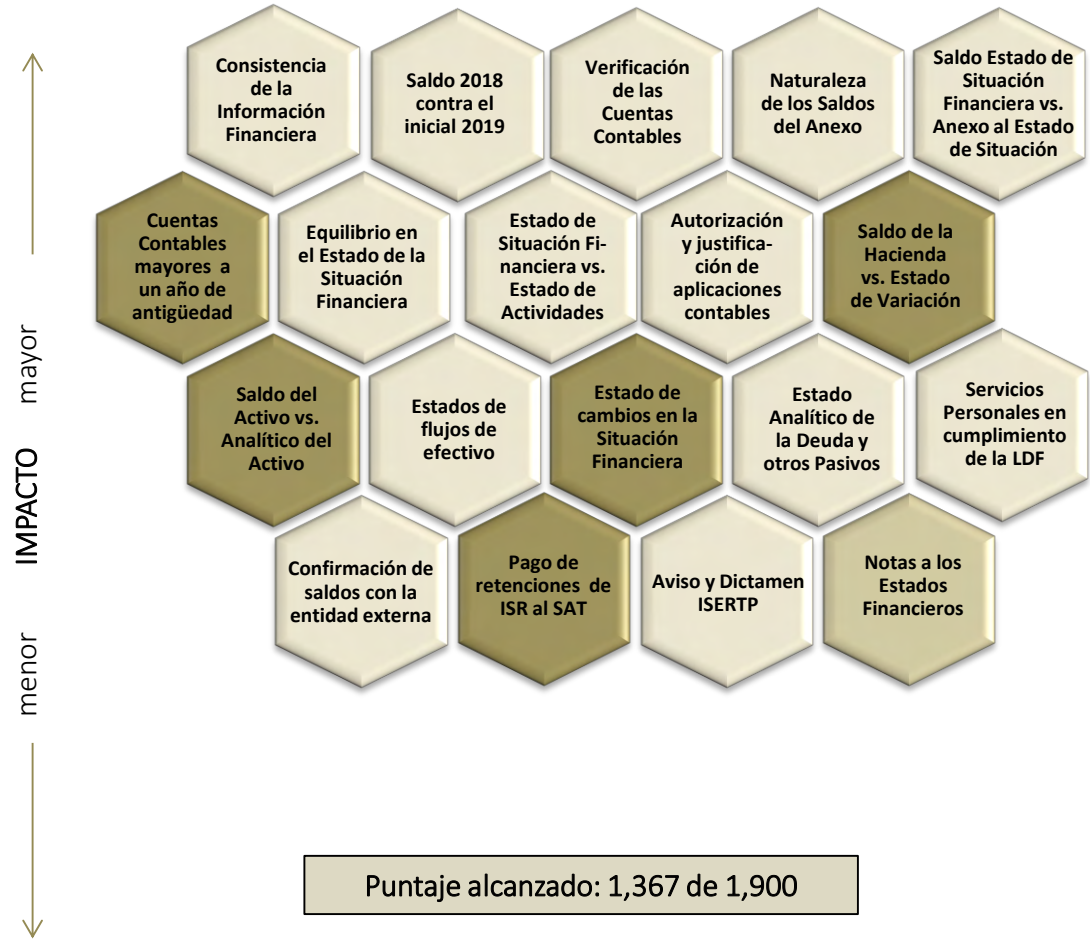 Consistencia
de la
Información
Financiera
Saldo 2018
contra el
inicial 2019
Verificación
de las
Cuentas
Contables
Naturaleza
de los Saldos
del Anexo
Saldo Estado de
Situación
Financiera vs.
Anexo al Estado
de Situación
Cuentas
Contables
mayores a
un año de
antigüedad
Equilibrio en
el Estado de la
Situación
Financiera
Estado de
Situación Fi-
nanciera vs.
Estado de
Actividades
Autorización
y justifica-
ción de
aplicaciones
contables
Saldo de la
Hacienda
vs. Estado
de Variación
mayor
IMPACTO
menor
Saldo del
Activo vs.
Analítico del
Activo
Estados de
flujos de
efectivo
Estado de
cambios en la
Situación
Financiera
Estado
Analítico de
la Deuda y
otros Pasivos
Servicios
Personales en
cumplimiento
de la LDF
Confirmación de
saldos con la
entidad externa
Pago de
retenciones de
ISR al SAT
Aviso y Dictamen
ISERTP
Notas a los
Estados
Financieros
Puntaje alcanzado: 1,367 de 1,900